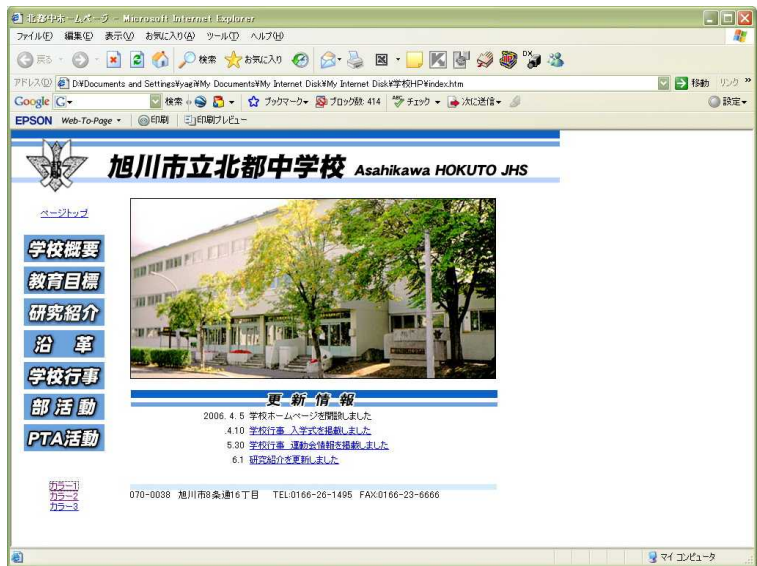 北都中ホームページ - Microsoft Internet Explorer
ファイル(F) 編集(E) 表示(V) お気に入り(A) ツール(T) ヘルプ(H)
戻る 検索 お気に入り
アドレス(D) D:¥Documents and Settings¥yagi¥My Documents¥My Internet Disk¥My Internet Disk¥学校HP¥index.htm 移動 リンク »
Google G 検索 ブックマーク ブロック数: 414 チェック 次に送信 設定
EPSON Web-To-Page 印刷 印刷プレビュー
旭川市立北都中学校 Asahikawa HOKUTO JHS
ページトップ
学校概要
教育目標
研究紹介
沿 革
学校行事
部 活 動
PTA活動
カラー1
カラー2
カラー3
更 新 情 報
2006. 4. 5 学校ホームページを開設しました
.4.10 学校行事 入学式を掲載しました
5.30 学校行事 運動会情報を掲載しました
6.1 研究紹介を更新しました
070-0038 旭川市8条通16丁目 TEL:0166-26-1495 FAX:0166-23-6666
マイ コンピュータ